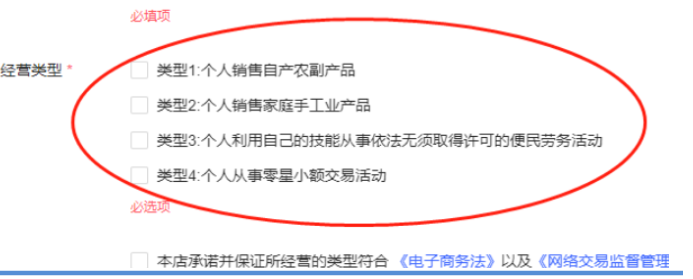 必填项
经营类型 *
类型1:个人销售自产农副产品
类型2:个人销售家庭手工业产品
类型3:个人利用自己的技能从事依法无须取得许可的便民劳务活动
类型4:个人从事零星小额交易活动
必选项
本店承诺并保证所经营的类型符合 《电子商务法》以及《网络交易监督管理